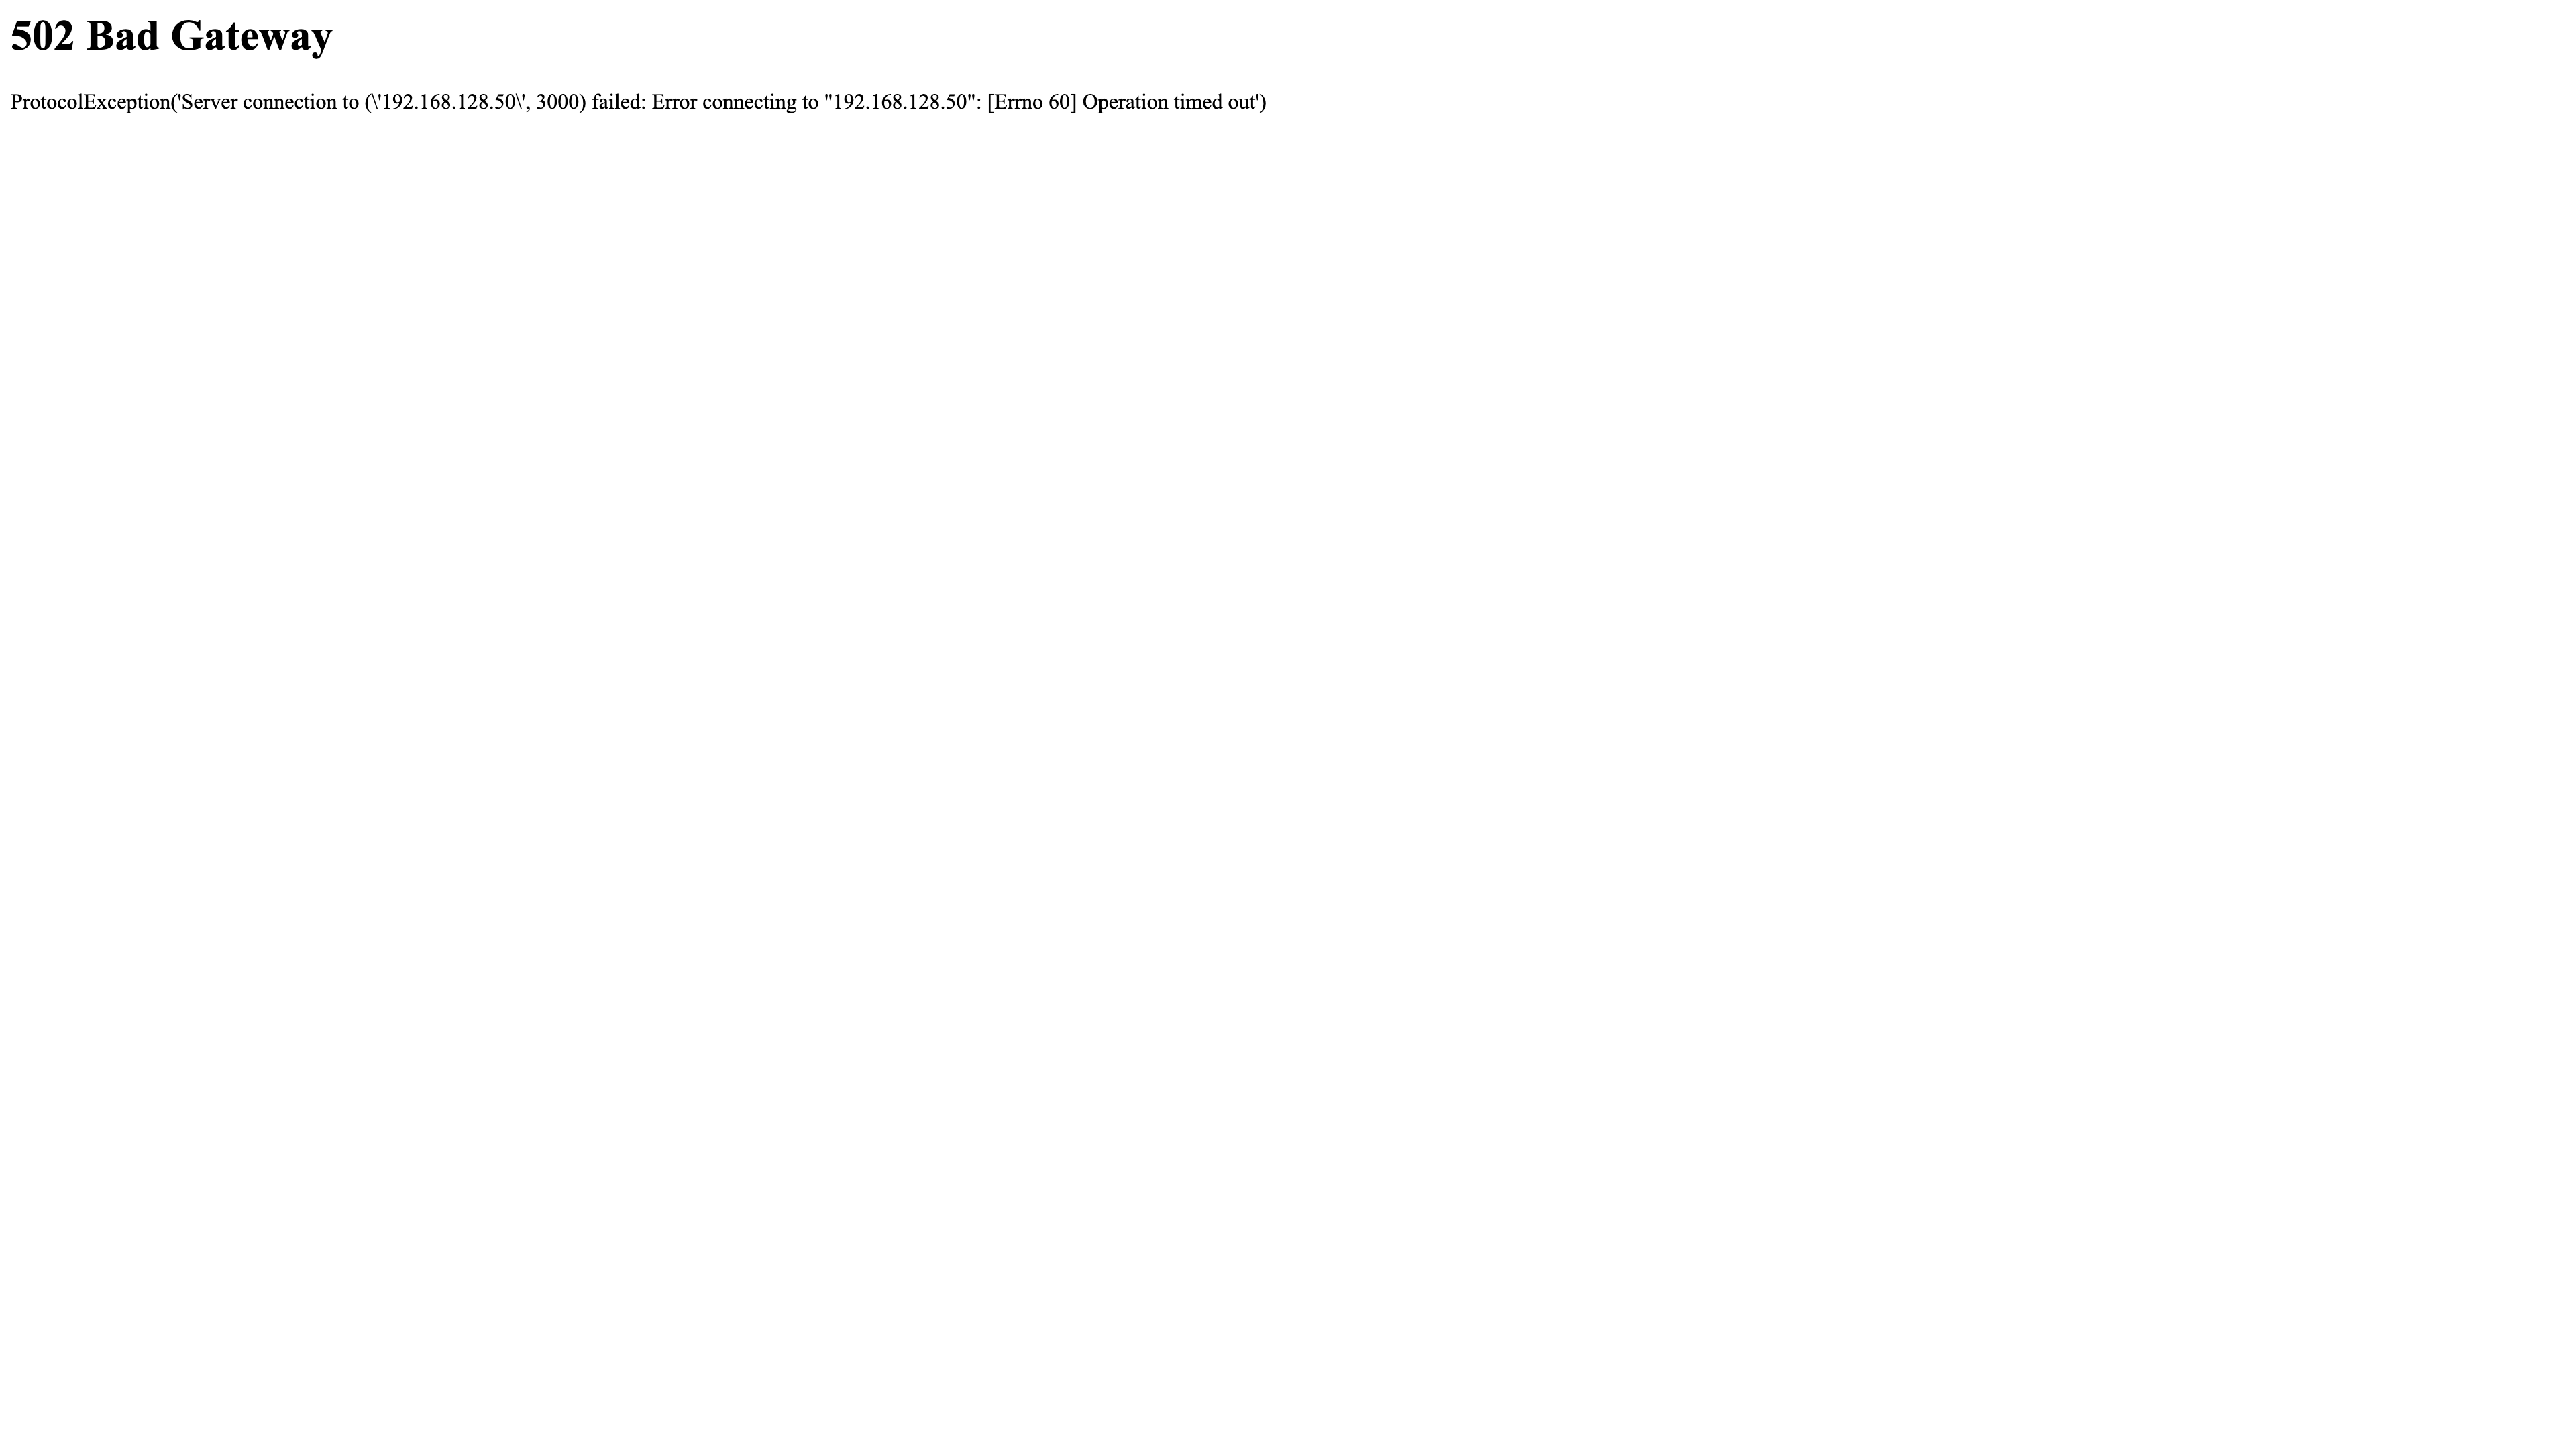 502 Bad Gateway
ProtocolException('Server connection to (\'192.168.128.50\', 3000) failed: Error connecting to "192.168.128.50": [Errno 60] Operation timed out')